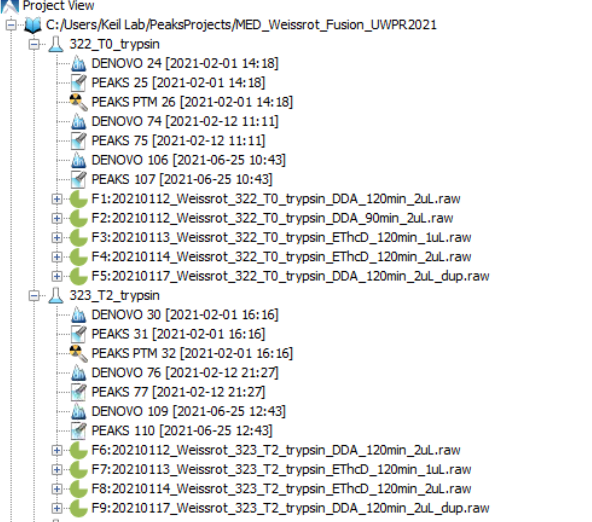 Project View
C:/Users/Keil Lab/PeaksProjects/MED_Weissrot_Fusion_UWPR2021
322_T0_trypsin
DENOVO 24 [2021-02-01 14:18]
PEAKS 25 [2021-02-01 14:18]
PEAKS PTM 26 [2021-02-01 14:18]
DENOVO 74 [2021-02-12 11:11]
PEAKS 75 [2021-02-12 11:11]
DENOVO 106 [2021-06-25 10:43]
PEAKS 107 [2021-06-25 10:43]
F1:20210112_Weissrot_322_T0_trypsin_DDA_120min_2uL.raw
F2:20210112_Weissrot_322_T0_trypsin_DDA_90min_2uL.raw
F3:20210113_Weissrot_322_T0_trypsin_EThcD_120min_1uL.raw
F4:20210114_Weissrot_322_T0_trypsin_EThcD_120min_2uL.raw
F5:20210117_Weissrot_322_T0_trypsin_DDA_120min_2uL_dup.raw
323_T2_trypsin
DENOVO 30 [2021-02-01 16:16]
PEAKS 31 [2021-02-01 16:16]
PEAKS PTM 32 [2021-02-01 16:16]
DENOVO 76 [2021-02-12 21:27]
PEAKS 77 [2021-02-12 21:27]
DENOVO 109 [2021-06-25 12:43]
PEAKS 110 [2021-06-25 12:43]
F6:20210112_Weissrot_323_T2_trypsin_DDA_120min_2uL.raw
F7:20210113_Weissrot_323_T2_trypsin_EThcD_120min_1uL.raw
F8:20210114_Weissrot_323_T2_trypsin_EThcD_120min_2uL.raw
F9:20210117_Weissrot_323_T2_trypsin_DDA_120min_2uL_dup.raw